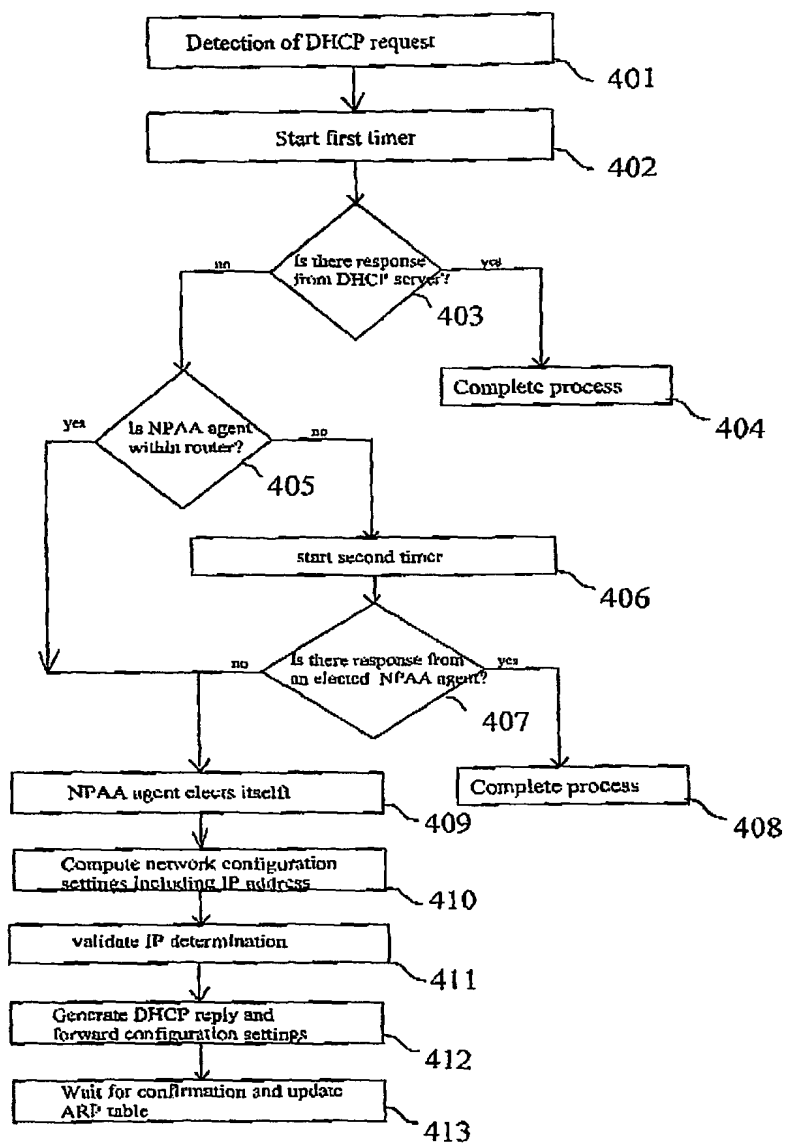 Detection of DHCP request
401
Start first timer
402
Is there response
from DHCP server?
no
yes
403
Complete process
404
Is NPAA agent
within router?
yes
no
405
start second timer
406
Is there response from
an elected NPAA agent?
no
yes
407
NPAA agent elects itself
409
Complete process
408
Compute network configuration
settings including IP address
410
validate IP determination
411
Generate DHCP reply and
forward configuration settings
412
Wait for confirmation and update
ARP table
413